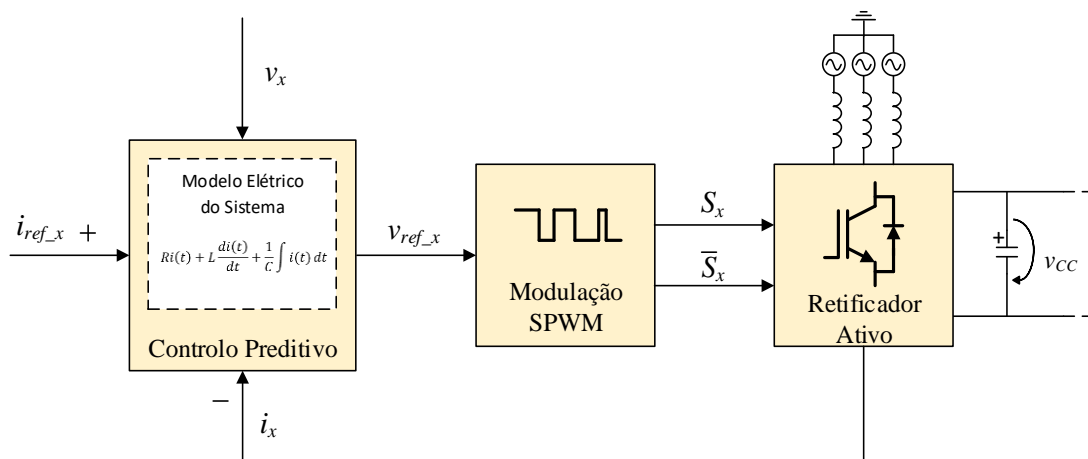 v_x
Modelo Elétrico
do Sistema
Ri(t) + L di(t)/dt + 1/C ∫ i(t) dt
i_ref_x +
Controlo Preditivo
−
i_x
v_ref_x
Modulação
SPWM
S_x
S̅_x
Retificador
Ativo
+
v_CC